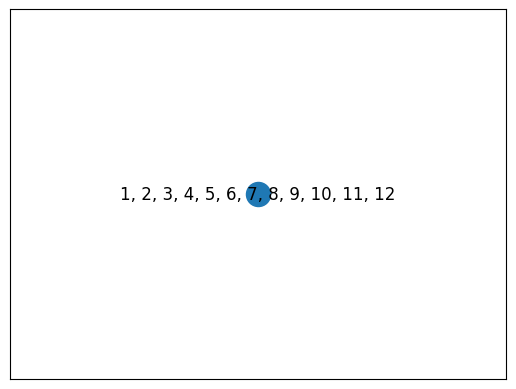 1, 2, 3, 4, 5, 6, 7, 8, 9, 10, 11, 12